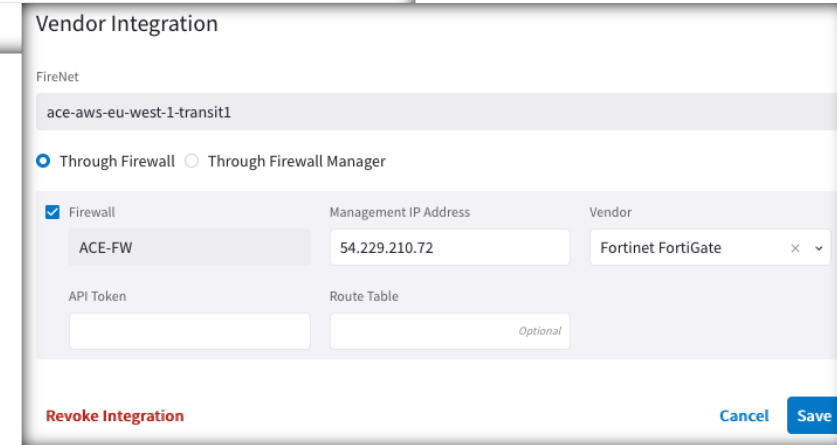 Vendor Integration
FireNet
ace-aws-eu-west-1-transit1
Through Firewall Through Firewall Manager
Firewall Management IP Address Vendor
ACE-FW 54.229.210.72 Fortinet FortiGate
API Token Route Table
Optional
Revoke Integration Cancel Save